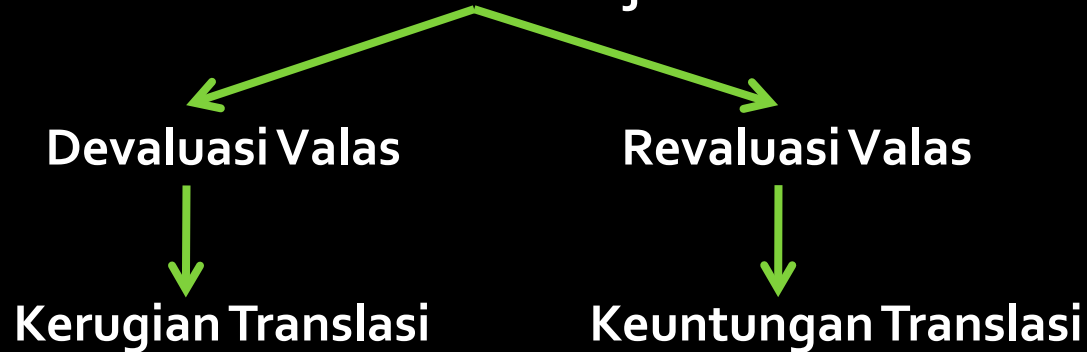 Devaluasi Valas
Revaluasi Valas
Kerugian Translasi
Keuntungan Translasi